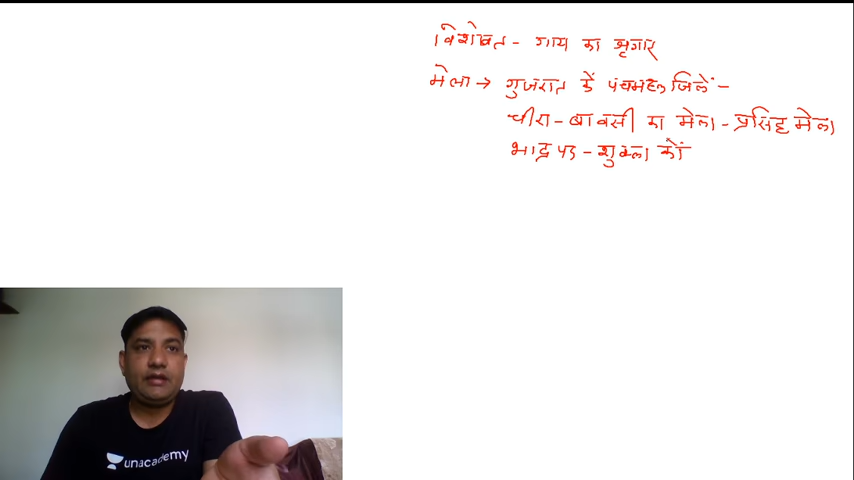 विशेषत - गाय का श्रृंगार
मेला → गुजरात के पंचमहल जिलें -
चीरा - बावसी का मेला - प्रसिद्द मेला
भाद्रपद - शुक्ला कों
unacademy